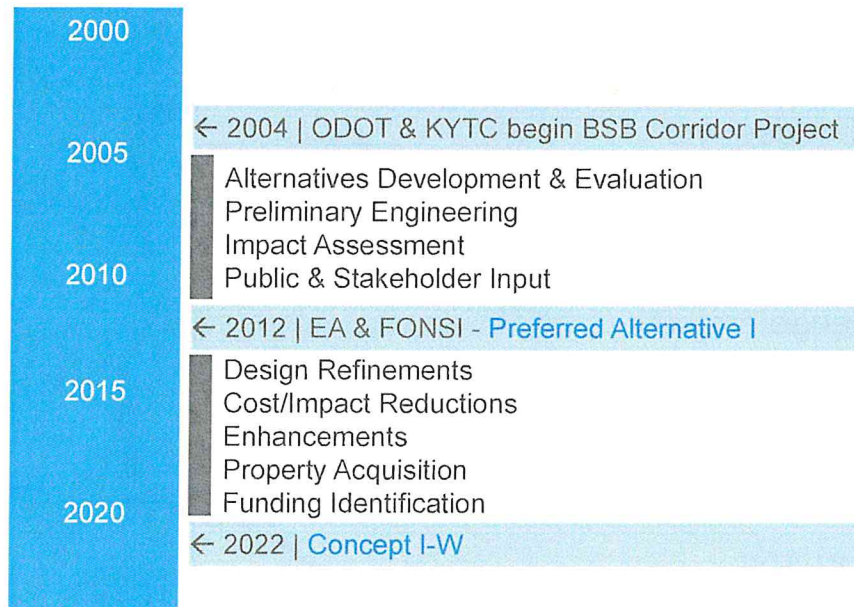 2000
← 2004 | ODOT & KYTC begin BSB Corridor Project
2005
Alternatives Development & Evaluation
Preliminary Engineering
Impact Assessment
2010
Public & Stakeholder Input
← 2012 | EA & FONSI - Preferred Alternative I
Design Refinements
2015
Cost/Impact Reductions
Enhancements
Property Acquisition
Funding Identification
2020
← 2022 | Concept I-W